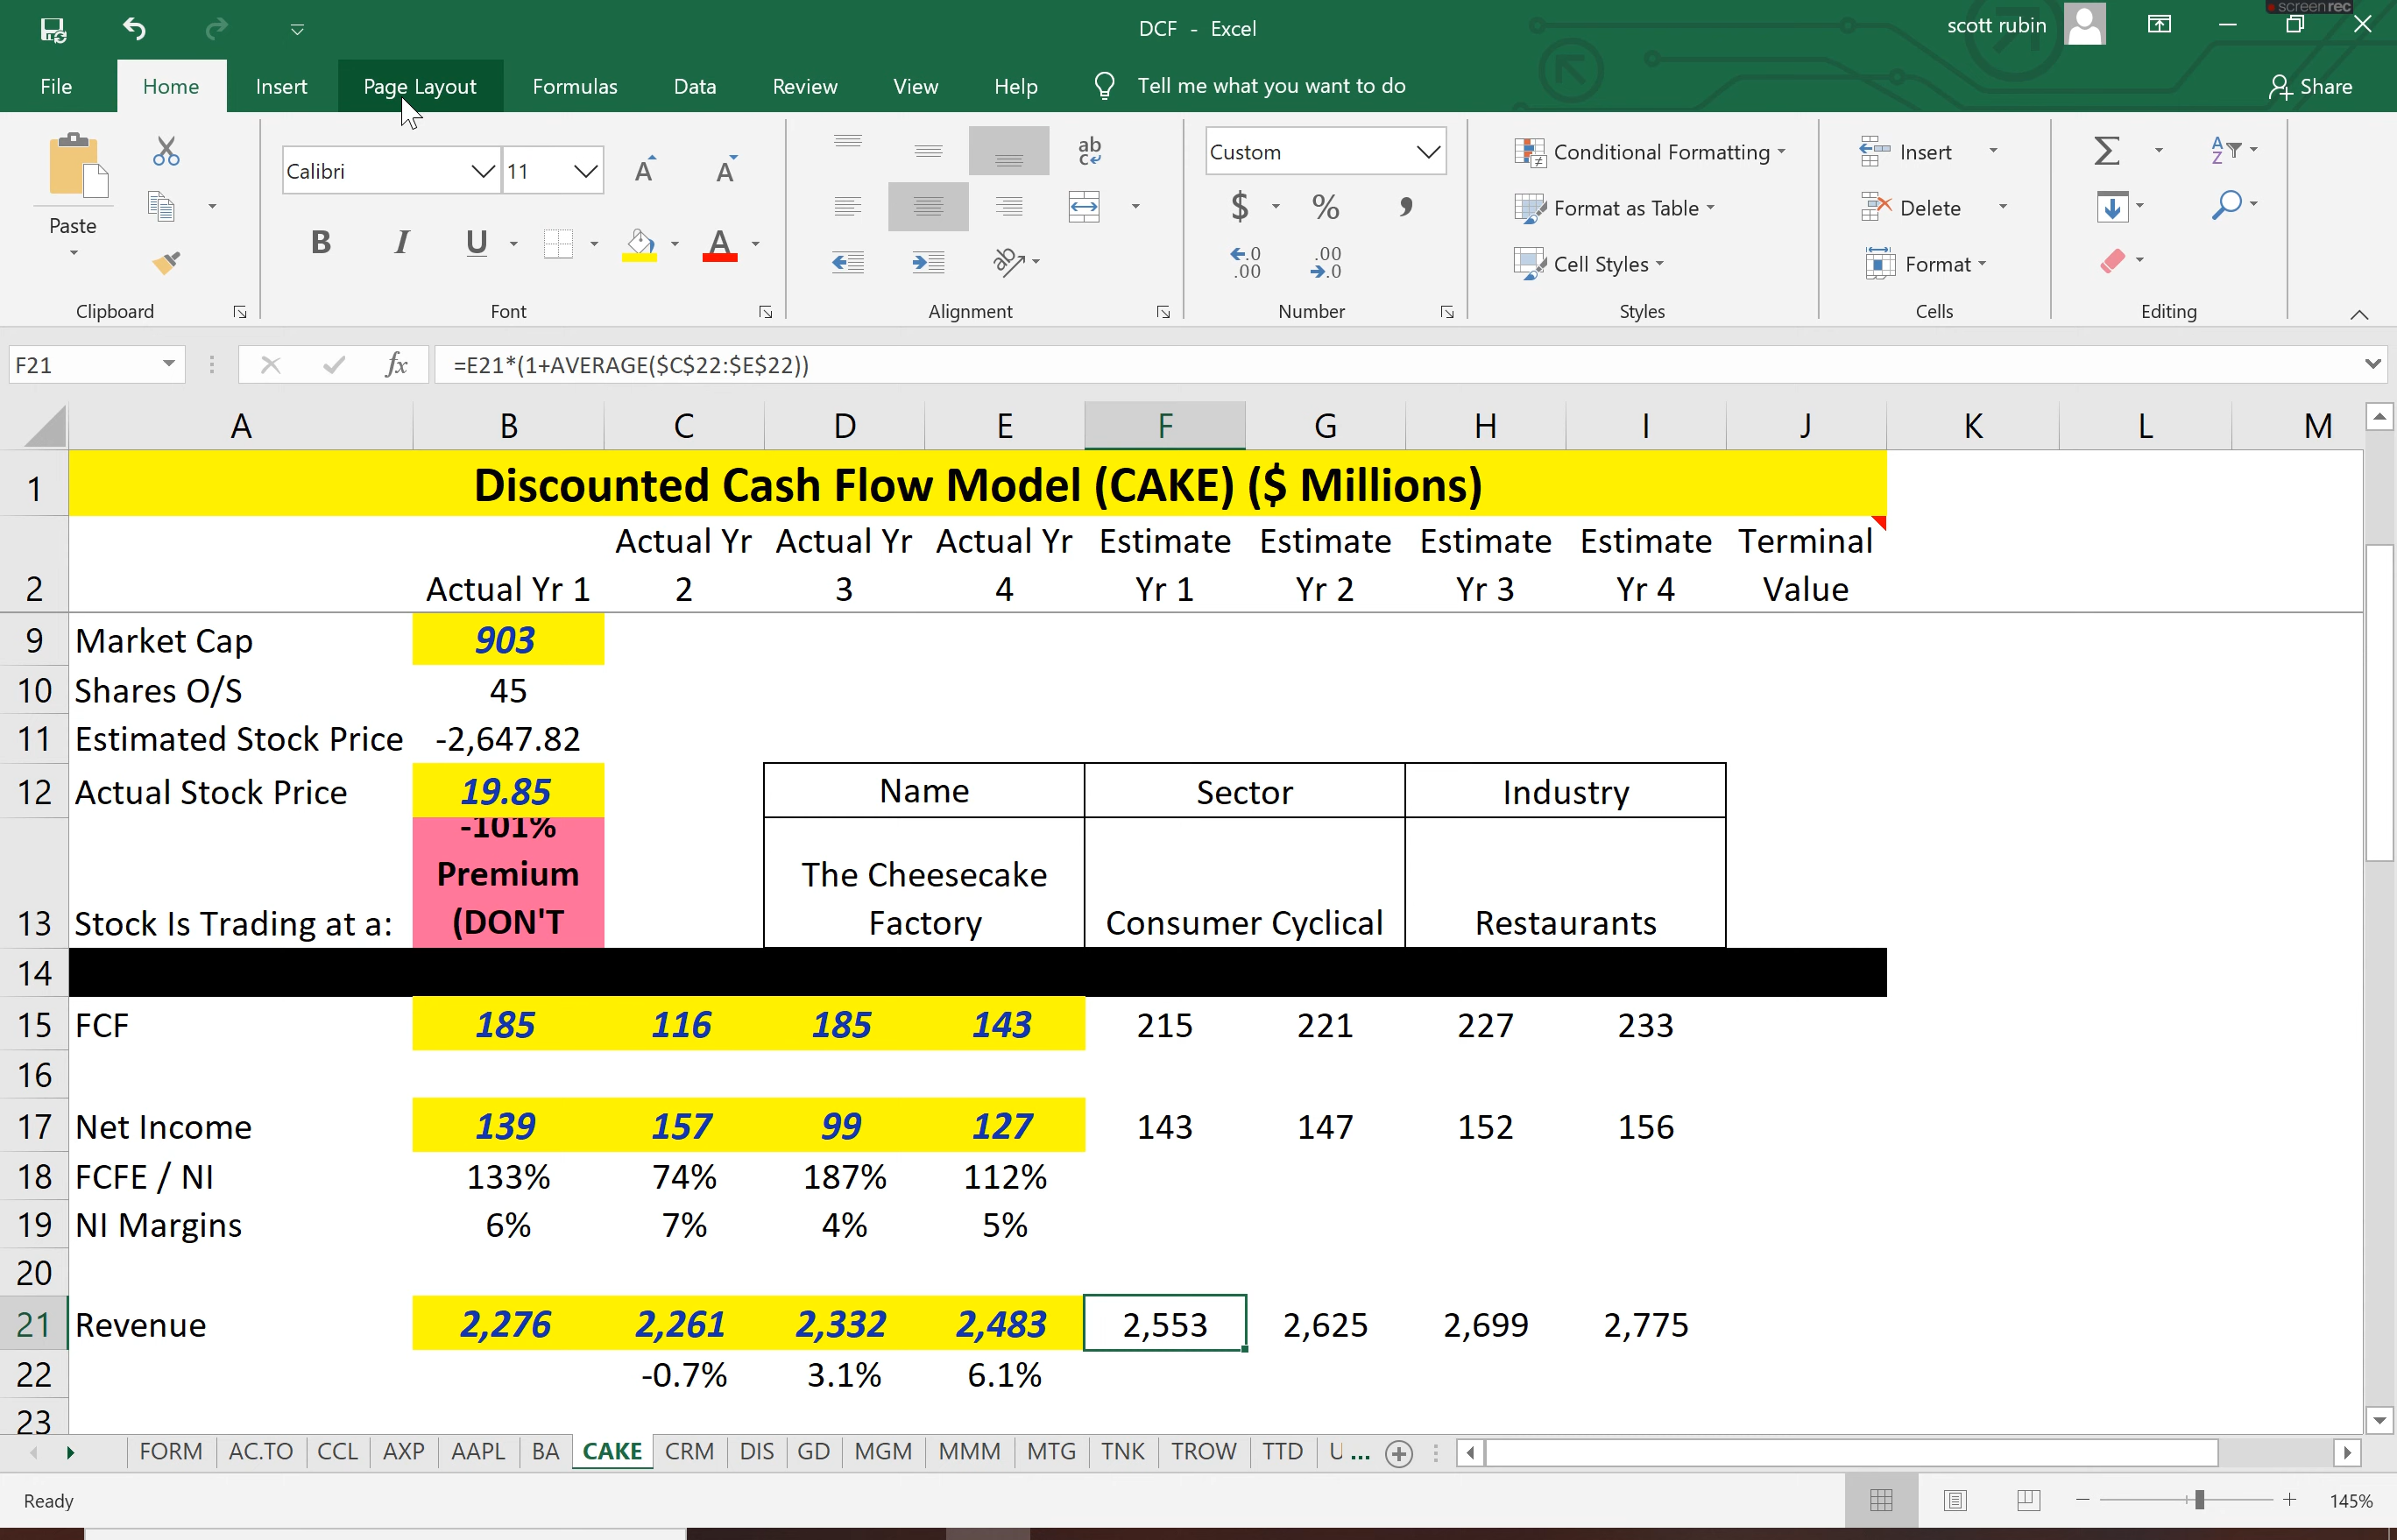 DCF - Excel
scott rubin
screenrec
File Home Insert Page Layout Formulas Data Review View Help Tell me what you want to do Share
Paste
Calibri 11
Custom
Conditional Formatting
Format as Table
Cell Styles
Insert
Delete
Format
Clipboard Font Alignment Number Styles Cells Editing
F21 fx =E21*(1+AVERAGE($C$22:$E$22))
A B C D E F G H I J K L M
1 Discounted Cash Flow Model (CAKE) ($ Millions)
Actual Yr Actual Yr Actual Yr Estimate Estimate Estimate Estimate Terminal
2 Actual Yr 1 2 3 4 Yr 1 Yr 2 Yr 3 Yr 4 Value
9 Market Cap 903
10 Shares O/S 45
11 Estimated Stock Price -2,647.82
12 Actual Stock Price 19.85 Name Sector Industry
-101%
Premium The Cheesecake
13 Stock Is Trading at a: (DON'T Factory Consumer Cyclical Restaurants
14
15 FCF 185 116 185 143 215 221 227 233
16
17 Net Income 139 157 99 127 143 147 152 156
18 FCFE / NI 133% 74% 187% 112%
19 NI Margins 6% 7% 4% 5%
20
21 Revenue 2,276 2,261 2,332 2,483 2,553 2,625 2,699 2,775
22 -0.7% 3.1% 6.1%
23
FORM AC.TO CCL AXP AAPL BA CAKE CRM DIS GD MGM MMM MTG TNK TROW TTD U ...
Ready 145%